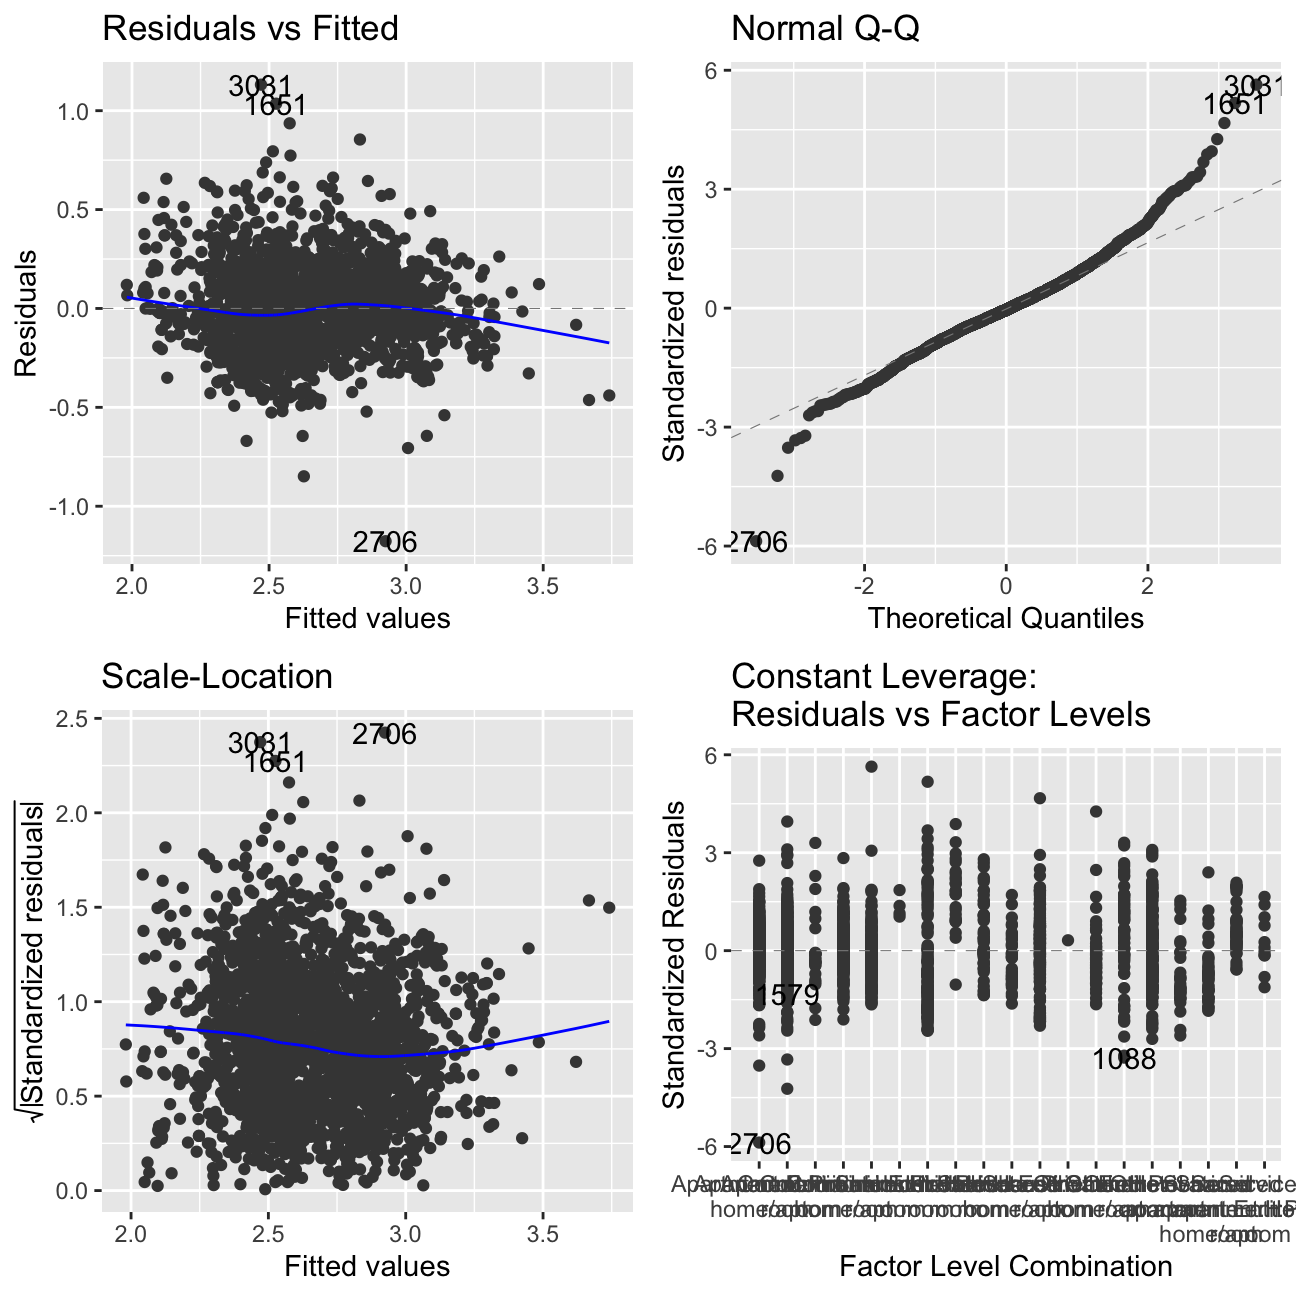 Residuals vs Fitted
3081
1651
2706
1.0
0.5
0.0
-0.5
-1.0
Residuals
2.0 2.5 3.0 3.5
Fitted values
Normal Q-Q
3081
1651
2706
6
3
0
-3
-6
Standardized residuals
-2 0 2
Theoretical Quantiles
Scale-Location
3081
2706
1651
2.5
2.0
1.5
1.0
0.5
0.0
√|Standardized residuals|
2.0 2.5 3.0 3.5
Fitted values
Constant Leverage:
Residuals vs Factor Levels
1579
1088
2706
6
3
0
-3
-6
Standardized Residuals
Factor Level Combination